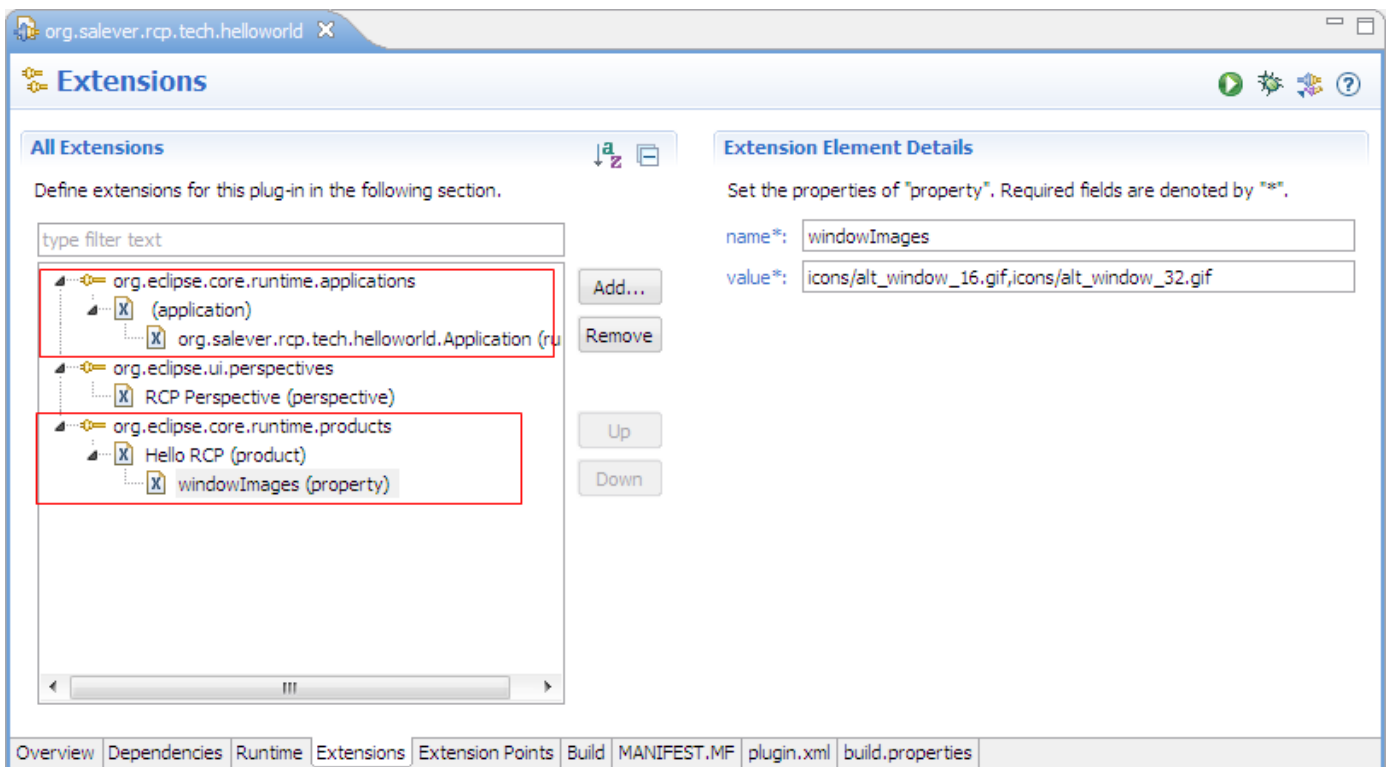 org.salever.rcp.tech.helloworld
Extensions
All Extensions
Define extensions for this plug-in in the following section.
type filter text
org.eclipse.core.runtime.applications
(application)
org.salever.rcp.tech.helloworld.Application (ru
org.eclipse.ui.perspectives
RCP Perspective (perspective)
org.eclipse.core.runtime.products
Hello RCP (product)
windowImages (property)
Add...
Remove
Up
Down
Extension Element Details
Set the properties of "property". Required fields are denoted by "*".
name*: windowImages
value*: icons/alt_window_16.gif,icons/alt_window_32.gif
Overview Dependencies Runtime Extensions Extension Points Build MANIFEST.MF plugin.xml build.properties